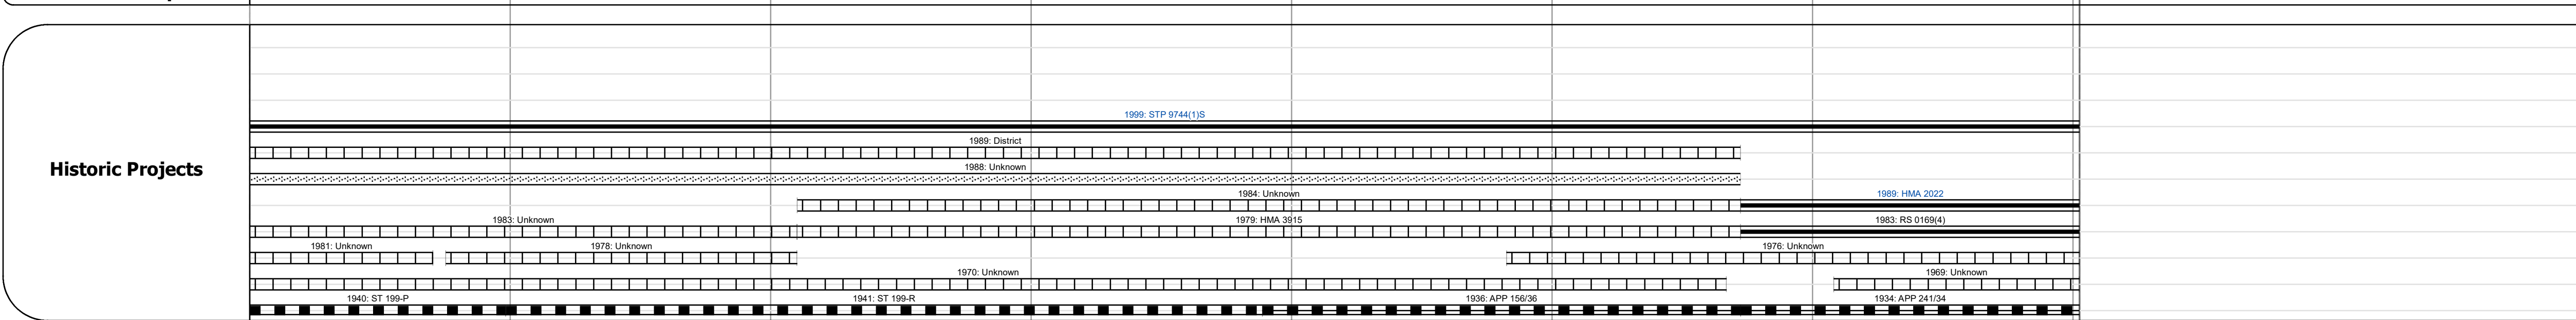 Historic Projects
1999: STP 9744(1)S
1989: District
1988: Unknown
1984: Unknown
1989: HMA 2022
1983: Unknown
1979: HMA 3915
1983: RS 0169(4)
1981: Unknown
1978: Unknown
1976: Unknown
1970: Unknown
1969: Unknown
1940: ST 199-P
1941: ST 199-R
1936: APP 156/36
1934: APP 241/34